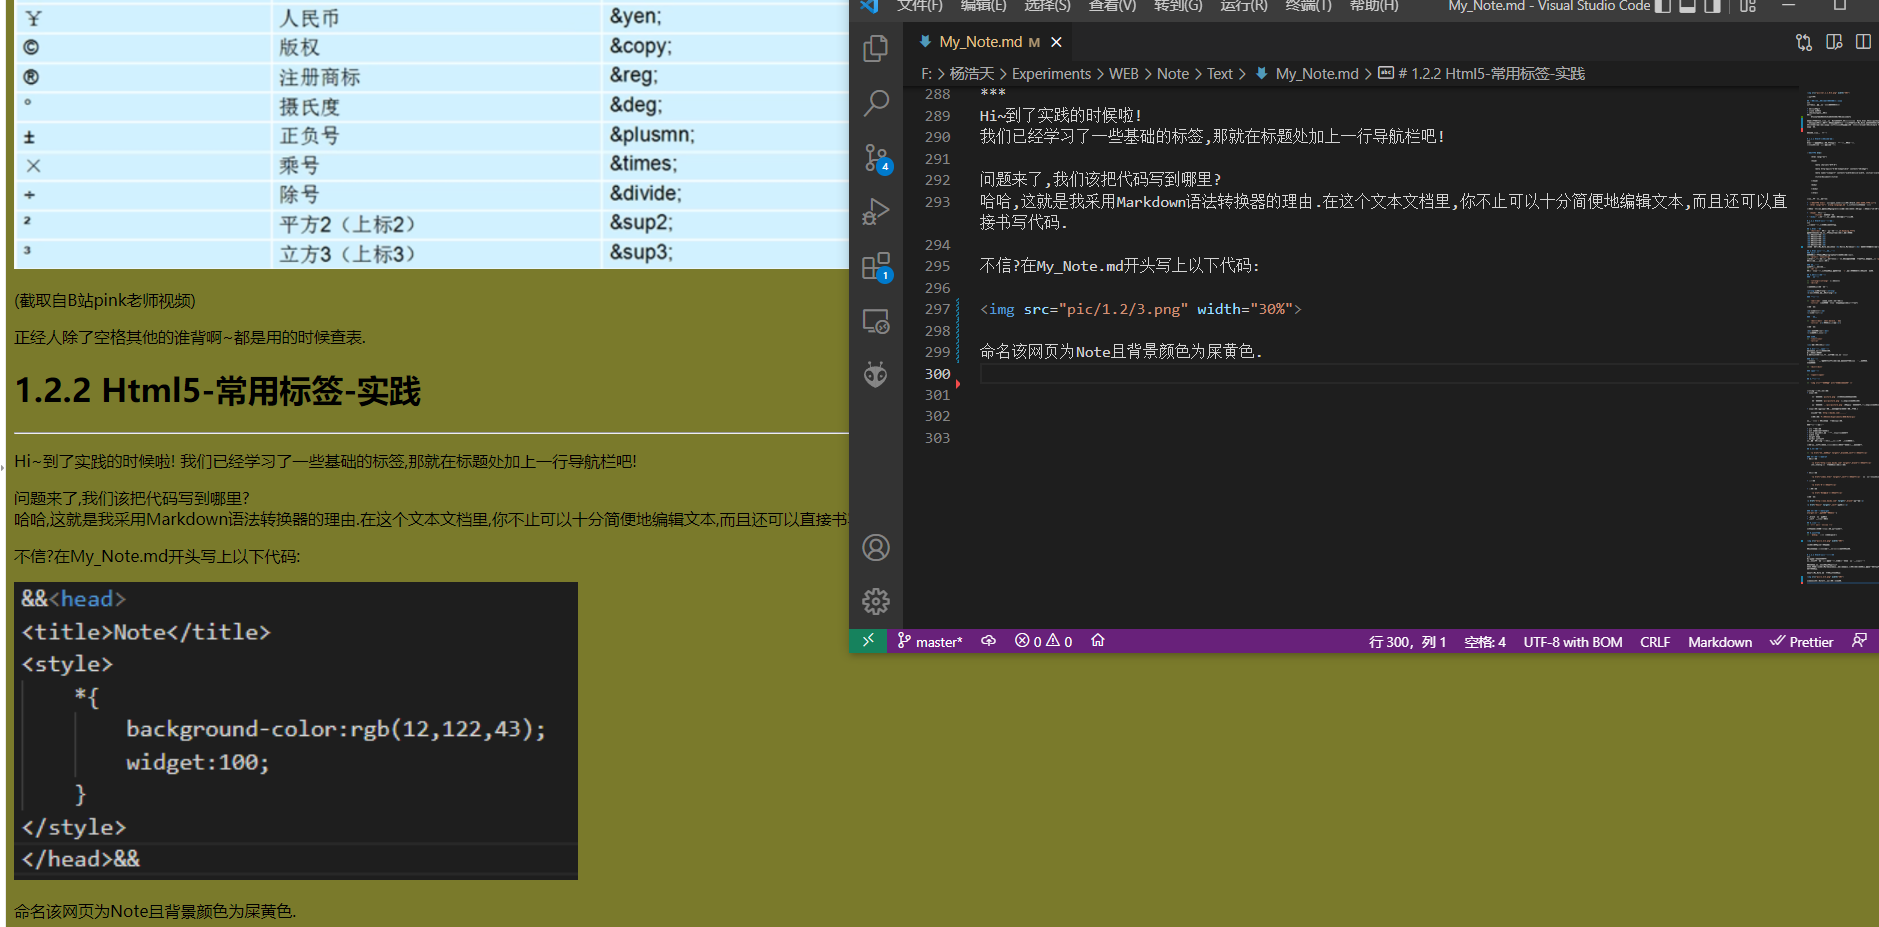 ¥ 人民币 &yen;
© 版权 &copy;
® 注册商标 &reg;
° 摄氏度 &deg;
± 正负号 &plusmn;
× 乘号 &times;
÷ 除号 &divide;
² 平方2（上标2） &sup2;
³ 立方3（上标3） &sup3;
(截取自B站pink老师视频)
正经人除了空格其他的谁背啊~都是用的时候查表.
1.2.2 Html5-常用标签-实践
Hi~到了实践的时候啦! 我们已经学习了一些基础的标签,那就在标题处加上一行导航栏吧!
问题来了,我们该把代码写到哪里?
哈哈,这就是我采用Markdown语法转换器的理由.在这个文本文档里,你不止可以十分简便地编辑文本,而且还可以直接书
不信?在My_Note.md开头写上以下代码:
&&<head>
<title>Note</title>
<style>
*{
background-color:rgb(12,122,43);
widget:100;
}
</style>
</head>&&
命名该网页为Note且背景颜色为屎黄色.
文件(F) 编辑(E) 选择(S) 查看(V) 转到(G) 运行(R) 终端(T) 帮助(H) My_Note.md - Visual Studio Code
My_Note.md M
F: > 杨浩天 > Experiments > WEB > Note > Text > My_Note.md > # 1.2.2 Html5-常用标签-实践
288 ***
289 Hi~到了实践的时候啦!
290 我们已经学习了一些基础的标签,那就在标题处加上一行导航栏吧!
291
292 问题来了,我们该把代码写到哪里?
293 哈哈,这就是我采用Markdown语法转换器的理由.在这个文本文档里,你不止可以十分简便地编辑文本,而且还可以直
接书写代码.
294
295 不信?在My_Note.md开头写上以下代码:
296
297 <img src="pic/1.2/3.png" width="30%">
298
299 命名该网页为Note且背景颜色为屎黄色.
300
301
302
303
4
1
master* 0 0 行 300，列 1 空格: 4 UTF-8 with BOM CRLF Markdown Prettier